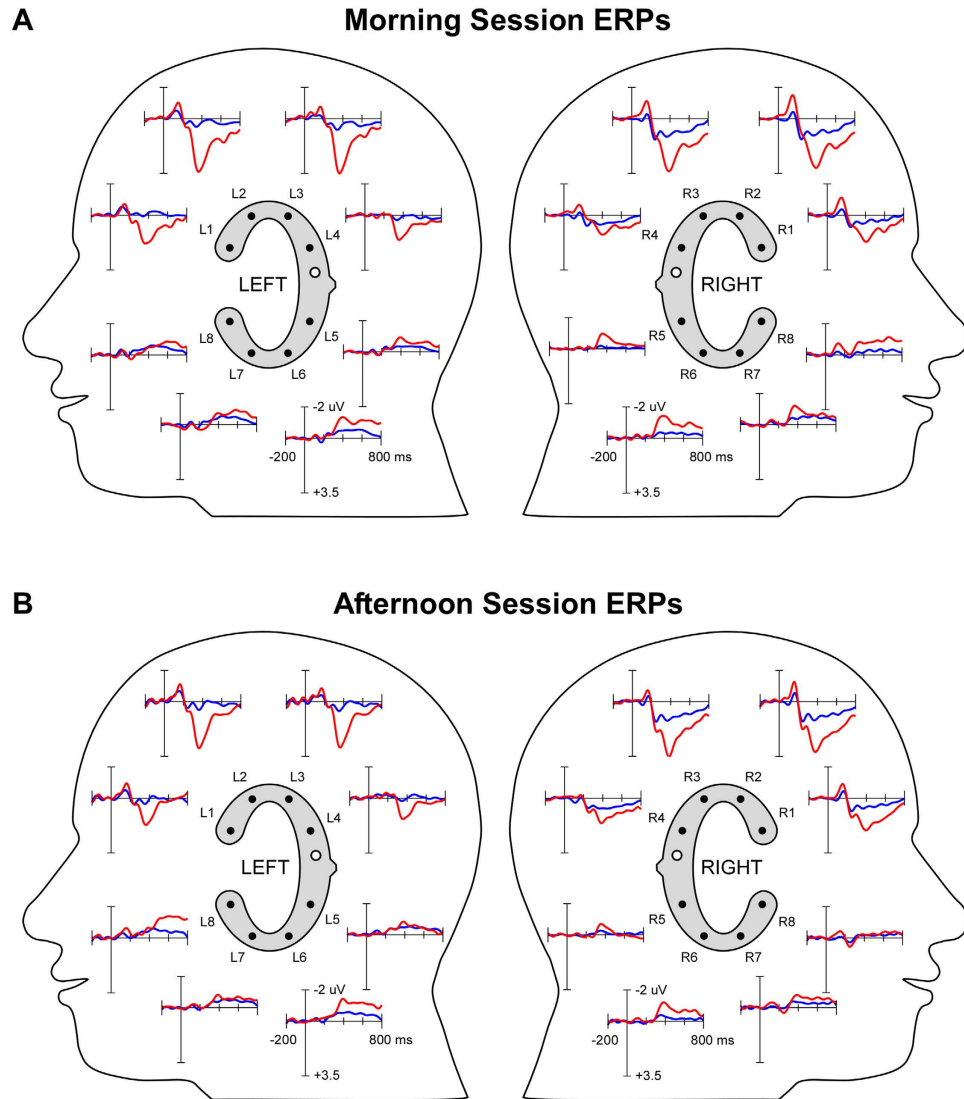 A Morning Session ERPs
L2 L3 R3 R2
L1 L4 R4 R1
LEFT RIGHT
L8 L5 R5 R8
L7 L6 R6 R7
-2 uV -2 uV
-200 800 ms -200 800 ms
+3.5 +3.5
B Afternoon Session ERPs
L2 L3 R3 R2
L1 L4 R4 R1
LEFT RIGHT
L8 L5 R5 R8
L7 L6 R6 R7
-2 uV -2 uV
-200 800 ms -200 800 ms
+3.5 +3.5